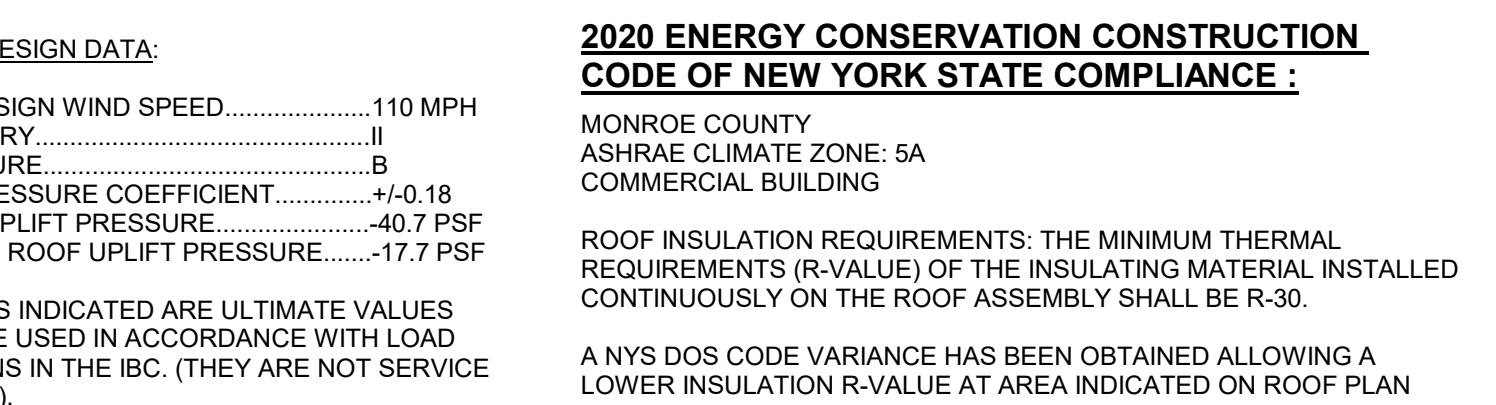 ESIGN DATA:
SIGN WIND SPEED.....................110 MPH
RY................................................II
URE...............................................B
ESSURE COEFFICIENT..............+/-0.18
PLIFT PRESSURE......................-40.7 PSF
ROOF UPLIFT PRESSURE.......-17.7 PSF
S INDICATED ARE ULTIMATE VALUES
E USED IN ACCORDANCE WITH LOAD
NS IN THE IBC. (THEY ARE NOT SERVICE
).
2020 ENERGY CONSERVATION CONSTRUCTION
CODE OF NEW YORK STATE COMPLIANCE :
MONROE COUNTY
ASHRAE CLIMATE ZONE: 5A
COMMERCIAL BUILDING
ROOF INSULATION REQUIREMENTS: THE MINIMUM THERMAL
REQUIREMENTS (R-VALUE) OF THE INSULATING MATERIAL INSTALLED
CONTINUOUSLY ON THE ROOF ASSEMBLY SHALL BE R-30.
A NYS DOS CODE VARIANCE HAS BEEN OBTAINED ALLOWING A
LOWER INSULATION R-VALUE AT AREA INDICATED ON ROOF PLAN